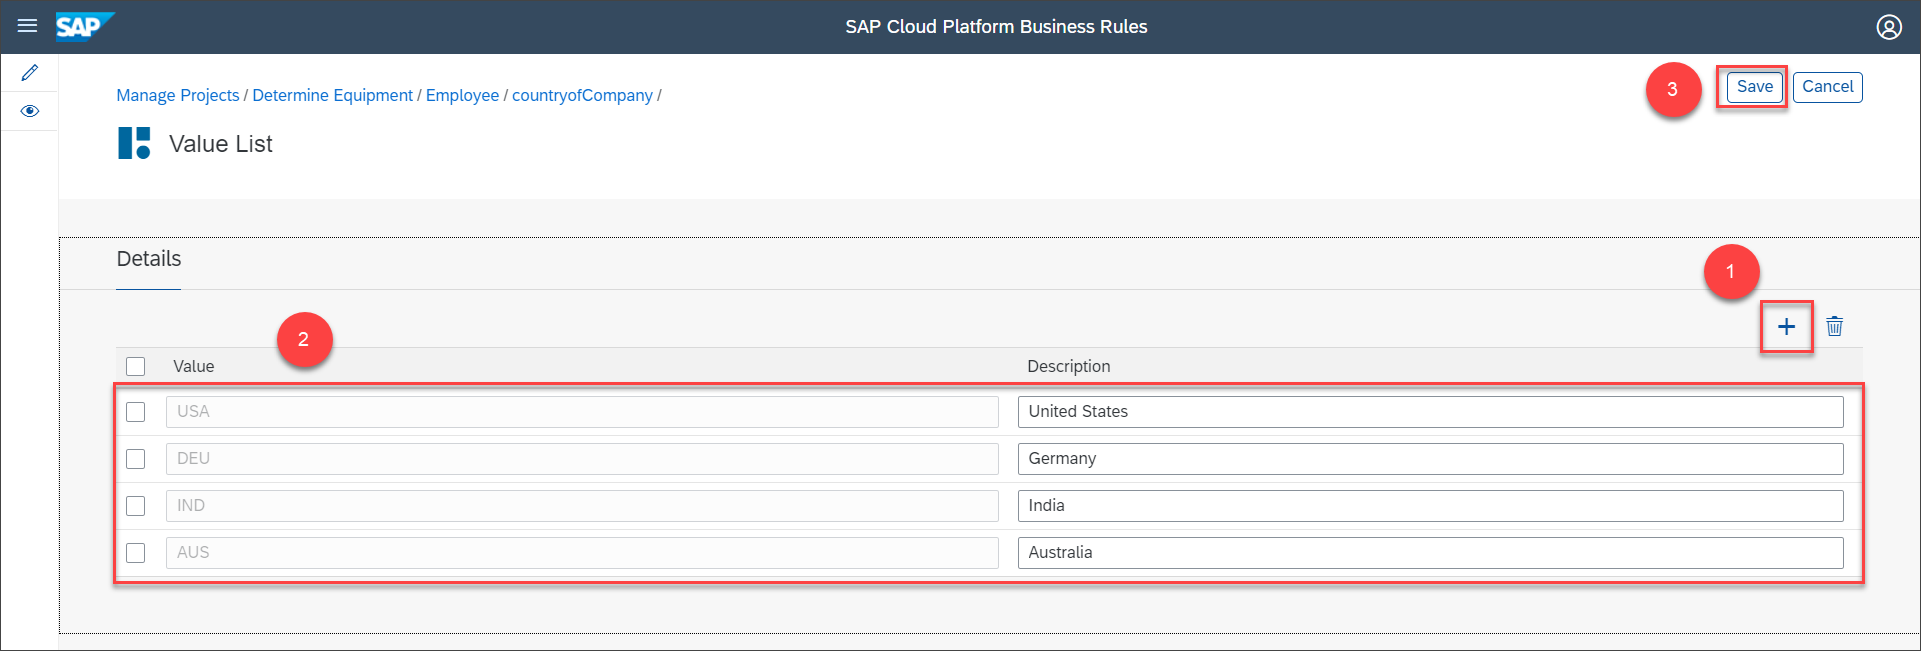 SAP
SAP Cloud Platform Business Rules
Manage Projects / Determine Equipment / Employee / countryofCompany /
3
Save
Cancel
Value List
Details
1
2
Value
Description
USA
United States
DEU
Germany
IND
India
AUS
Australia